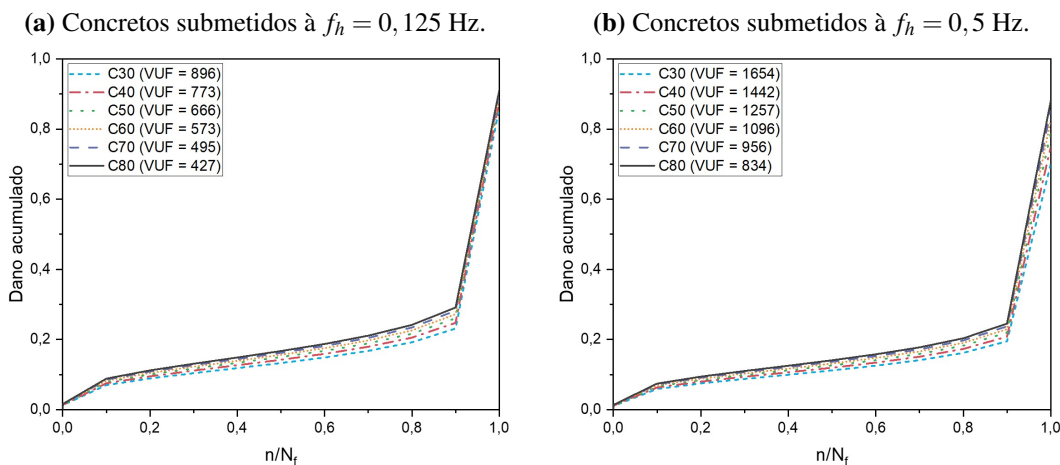 (a) Concretos submetidos à f_h = 0, 125 Hz.
1,0
0,8
0,6
0,4
0,2
0,0
Dano acumulado
C30 (VUF = 896)
C40 (VUF = 773)
C50 (VUF = 666)
C60 (VUF = 573)
C70 (VUF = 495)
C80 (VUF = 427)
0,0 0,2 0,4 0,6 0,8 1,0
n/N_f
(b) Concretos submetidos à f_h = 0, 5 Hz.
1,0
0,8
0,6
0,4
0,2
0,0
Dano acumulado
C30 (VUF = 1654)
C40 (VUF = 1442)
C50 (VUF = 1257)
C60 (VUF = 1096)
C70 (VUF = 956)
C80 (VUF = 834)
0,0 0,2 0,4 0,6 0,8 1,0
n/N_f